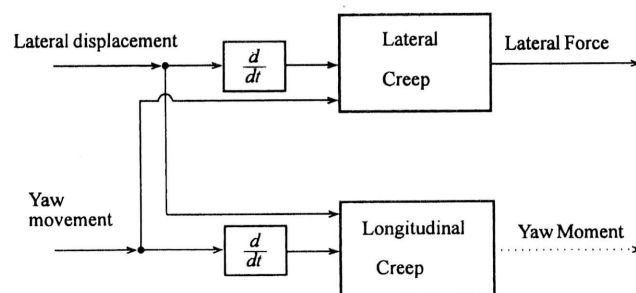 Lateral displacement
d
dt
Lateral
Creep
Lateral Force
Yaw
movement
d
dt
Longitudinal
Creep
Yaw Moment